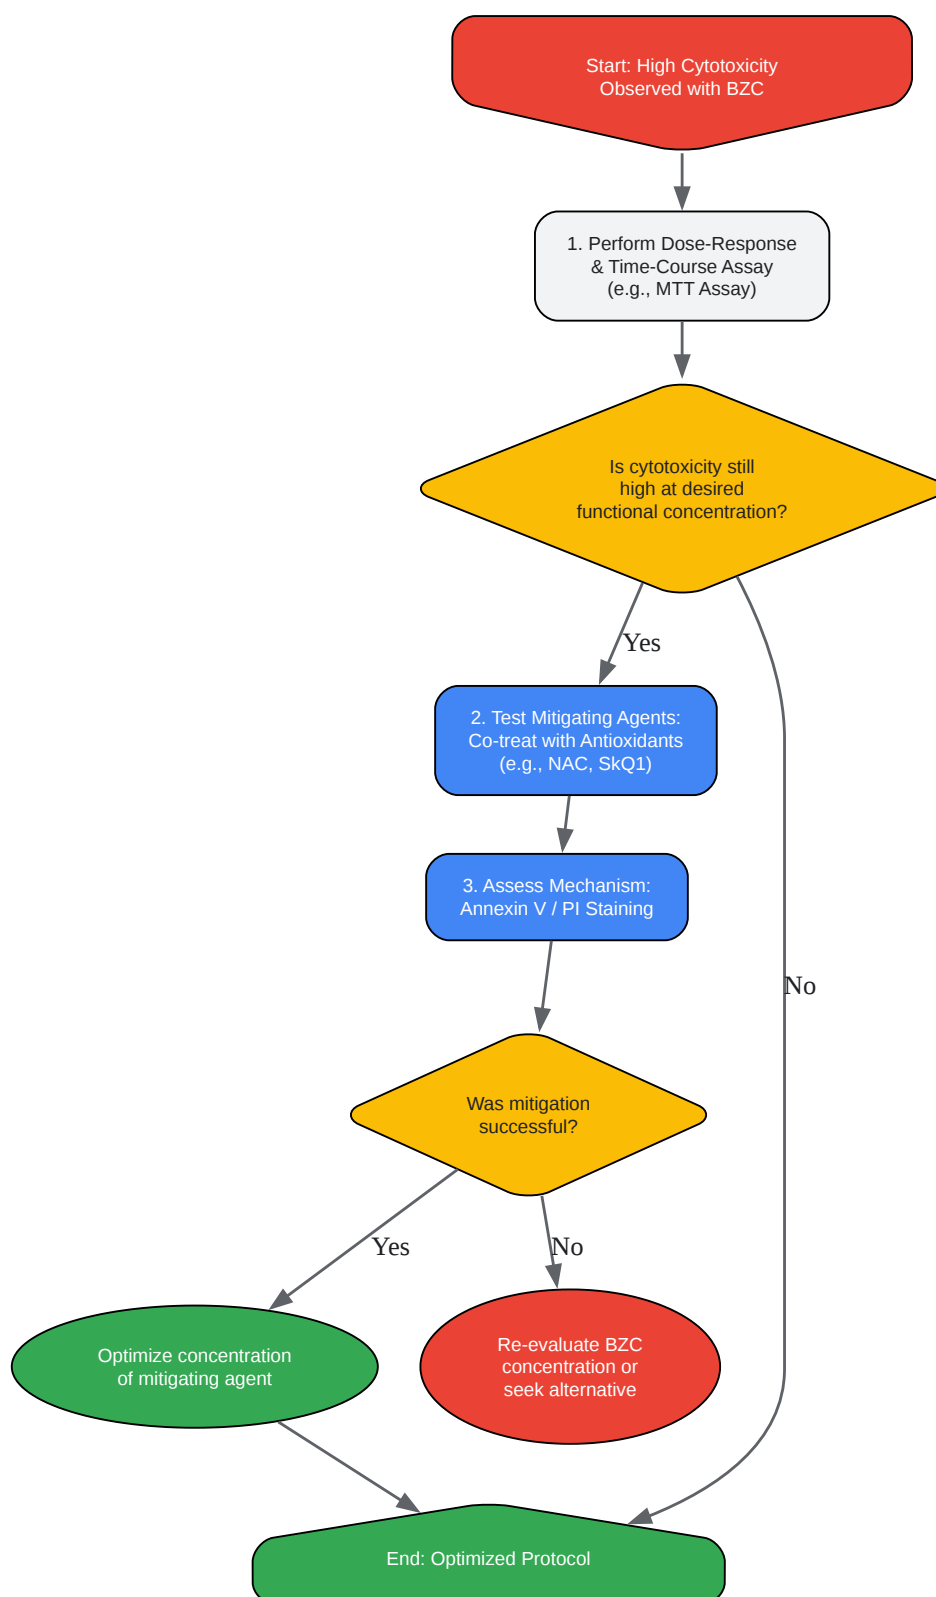 Start: High Cytotoxicity
Observed with BZC
1. Perform Dose-Response
& Time-Course Assay
(e.g., MTT Assay)
Is cytotoxicity still
high at desired
functional concentration?
Yes
2. Test Mitigating Agents:
Co-treat with Antioxidants
(e.g., NAC, SkQ1)
3. Assess Mechanism:
Annexin V / PI Staining
No
Was mitigation
successful?
Yes
No
Optimize concentration
of mitigating agent
Re-evaluate BZC
concentration or
seek alternative
End: Optimized Protocol